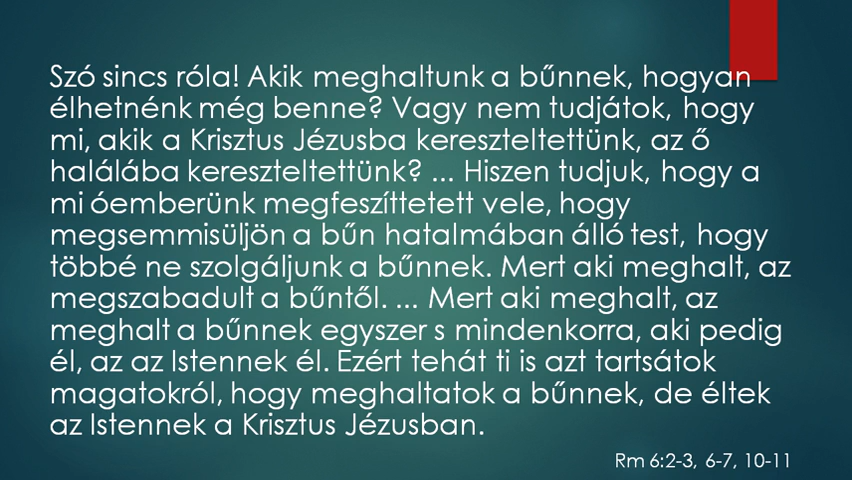 Szó sincs róla! Akik meghaltunk a bűnnek, hogyan
élhetnénk még benne? Vagy nem tudjátok, hogy
mi, akik a Krisztus Jézusba kereszteltettünk, az ő
halálába kereszteltettünk? ... Hiszen tudjuk, hogy a
mi óemberünk megfeszíttetett vele, hogy
megsemmisüljön a bűn hatalmában álló test, hogy
többé ne szolgáljunk a bűnnek. Mert aki meghalt, az
megszabadult a bűntől. ... Mert aki meghalt, az
meghalt a bűnnek egyszer s mindenkorra, aki pedig
él, az az Istennek él. Ezért tehát ti is azt tartsátok
magatokról, hogy meghaltatok a bűnnek, de éltek
az Istennek a Krisztus Jézusban.
Rm 6:2-3, 6-7, 10-11